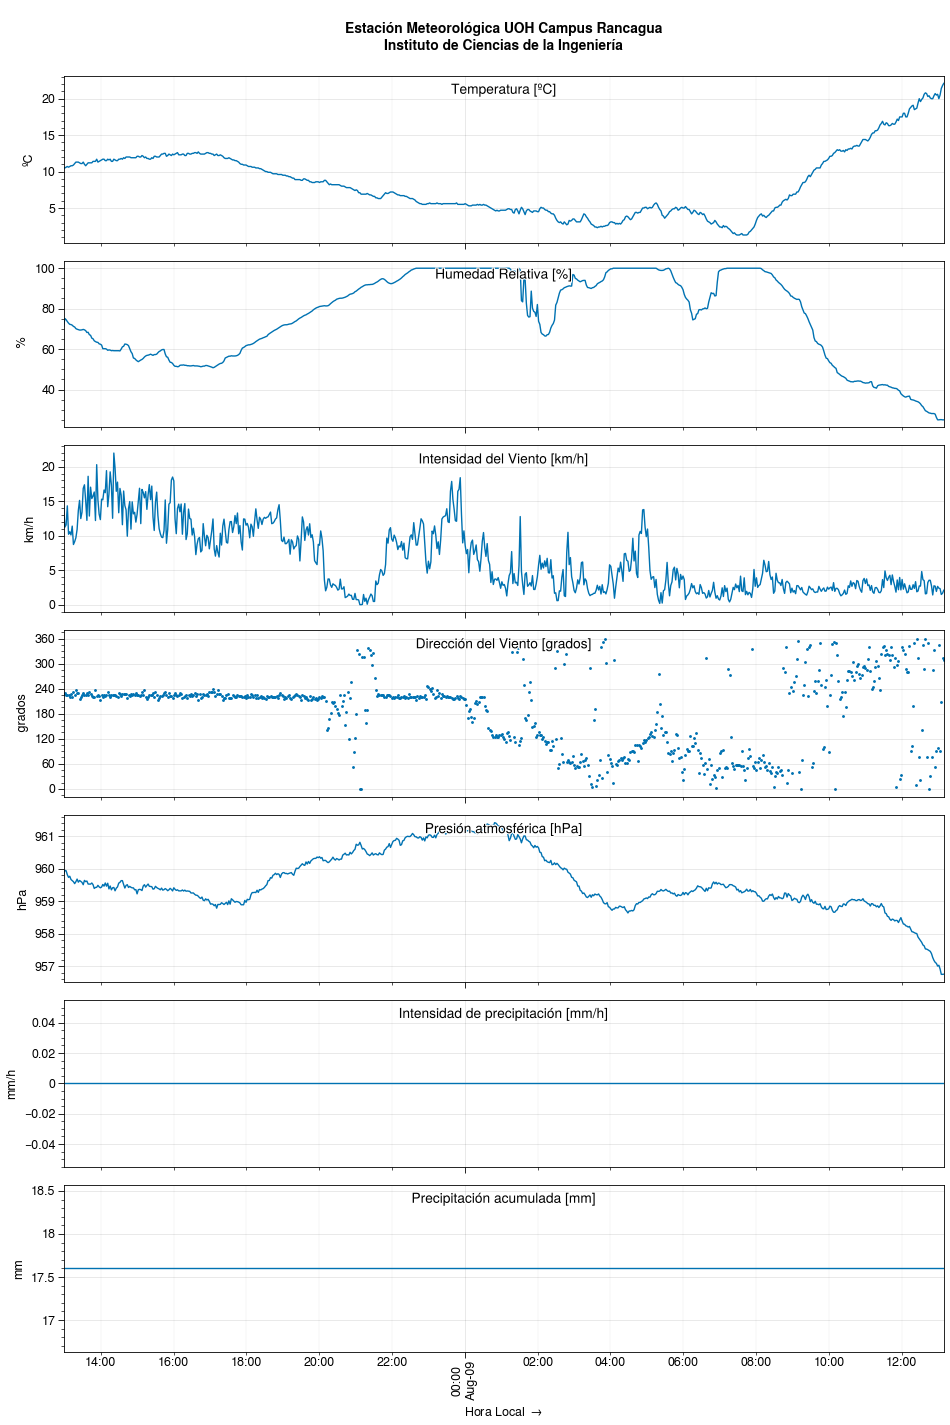 Estación Meteorológica UOH Campus Rancagua
Instituto de Ciencias de la Ingeniería
Temperatura [ºC]
20
15
10
5
ºC
Humedad Relativa [%]
100
80
60
40
%
Intensidad del Viento [km/h]
20
15
10
5
0
km/h
Dirección del Viento [grados]
360
300
240
180
120
60
0
grados
Presión atmosférica [hPa]
961
960
959
958
957
hPa
Intensidad de precipitación [mm/h]
0.04
0.02
0
−0.02
−0.04
mm/h
Precipitación acumulada [mm]
18.5
18
17.5
17
mm
14:00 16:00 18:00 20:00 22:00 00:00 02:00 04:00 06:00 08:00 10:00 12:00
Aug-09
Hora Local →